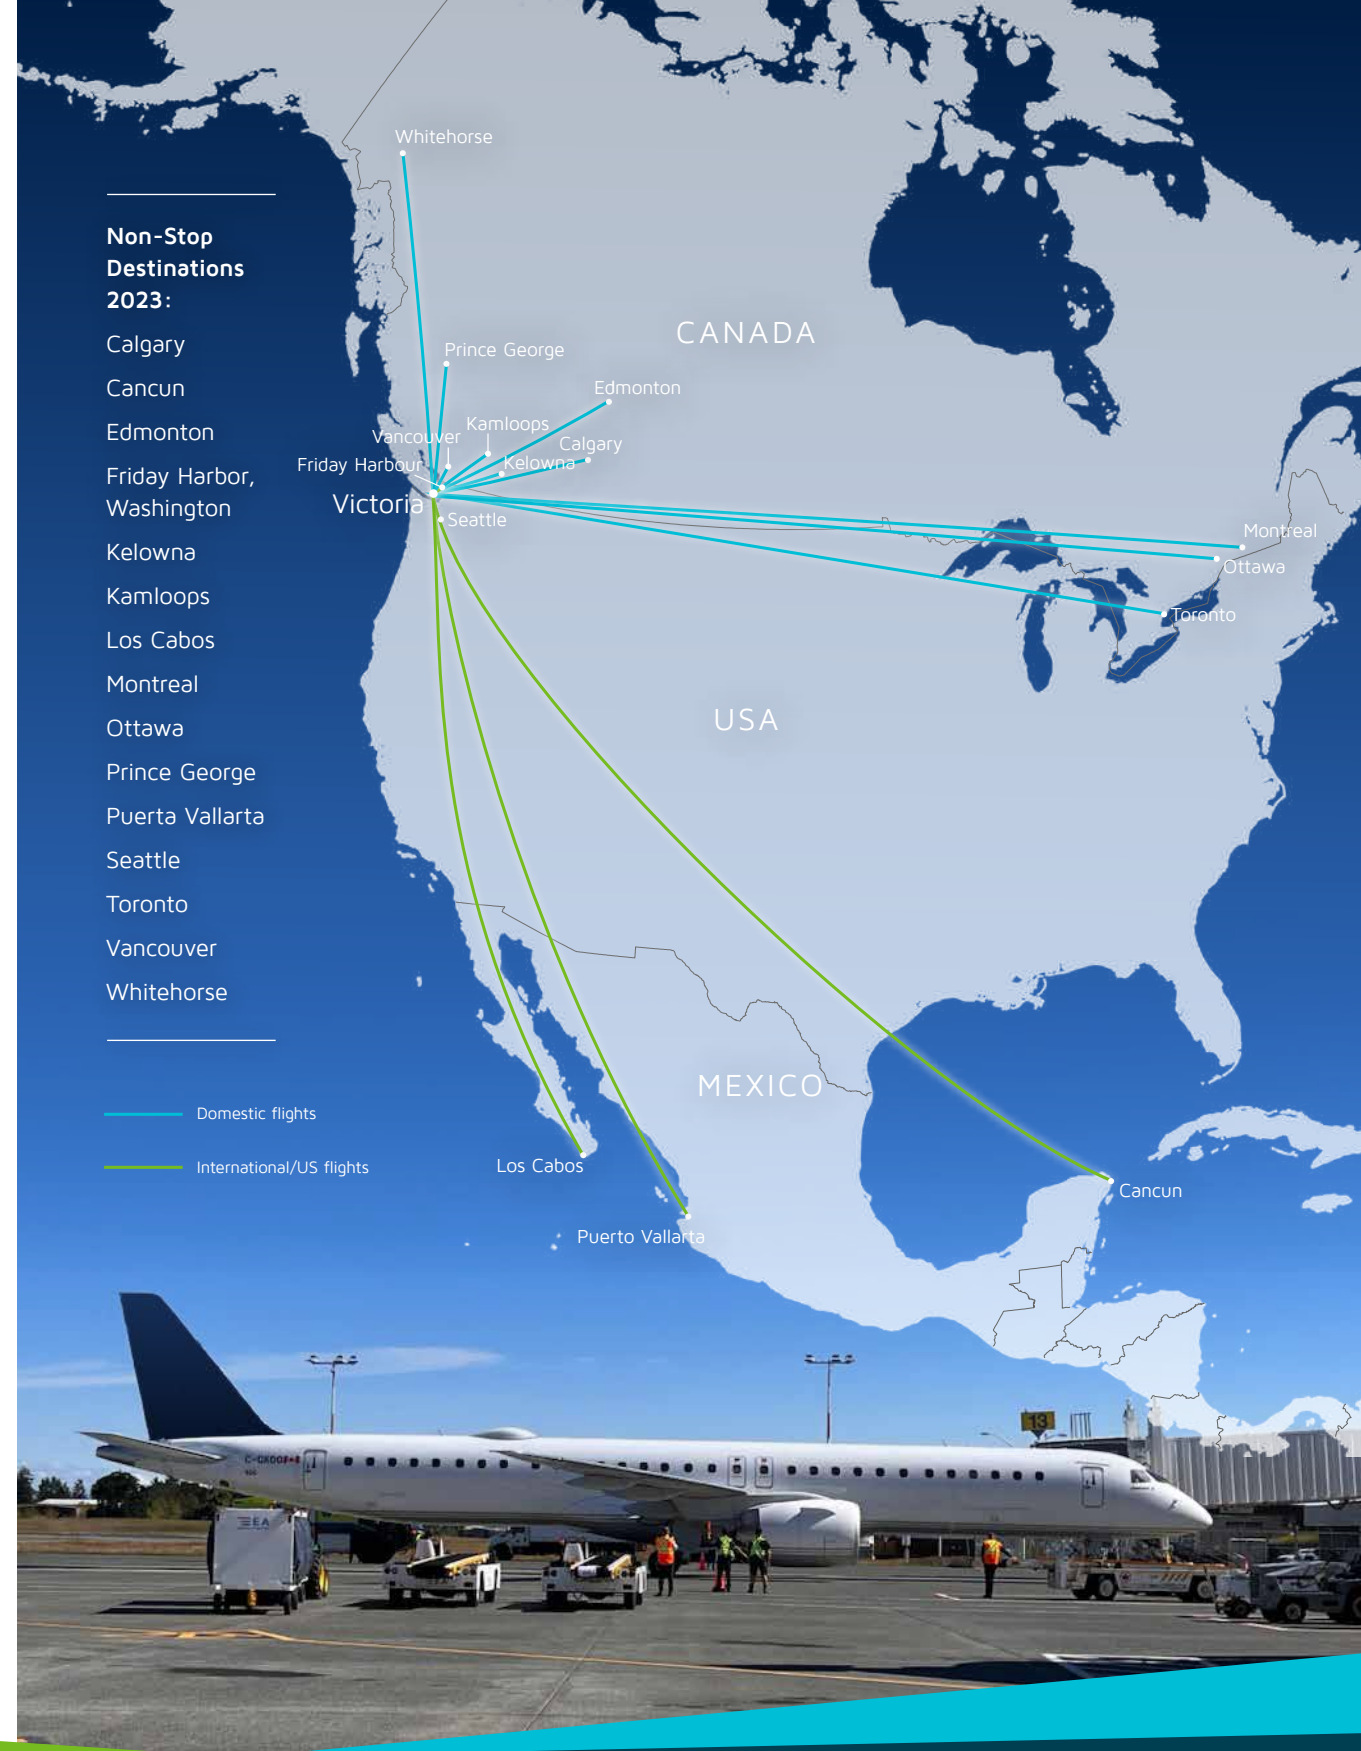 Non-Stop
Destinations
2023:
Calgary
Cancun
Edmonton
Friday Harbor,
Washington
Kelowna
Kamloops
Los Cabos
Montreal
Ottawa
Prince George
Puerta Vallarta
Seattle
Toronto
Vancouver
Whitehorse
Domestic flights
International/US flights
Whitehorse
CANADA
Prince George
Edmonton
Kamloops
Vancouver
Calgary
Friday Harbour
Kelowna
Victoria
Seattle
Montreal
Ottawa
Toronto
USA
MEXICO
Los Cabos
Cancun
Puerto Vallarta
13
EA